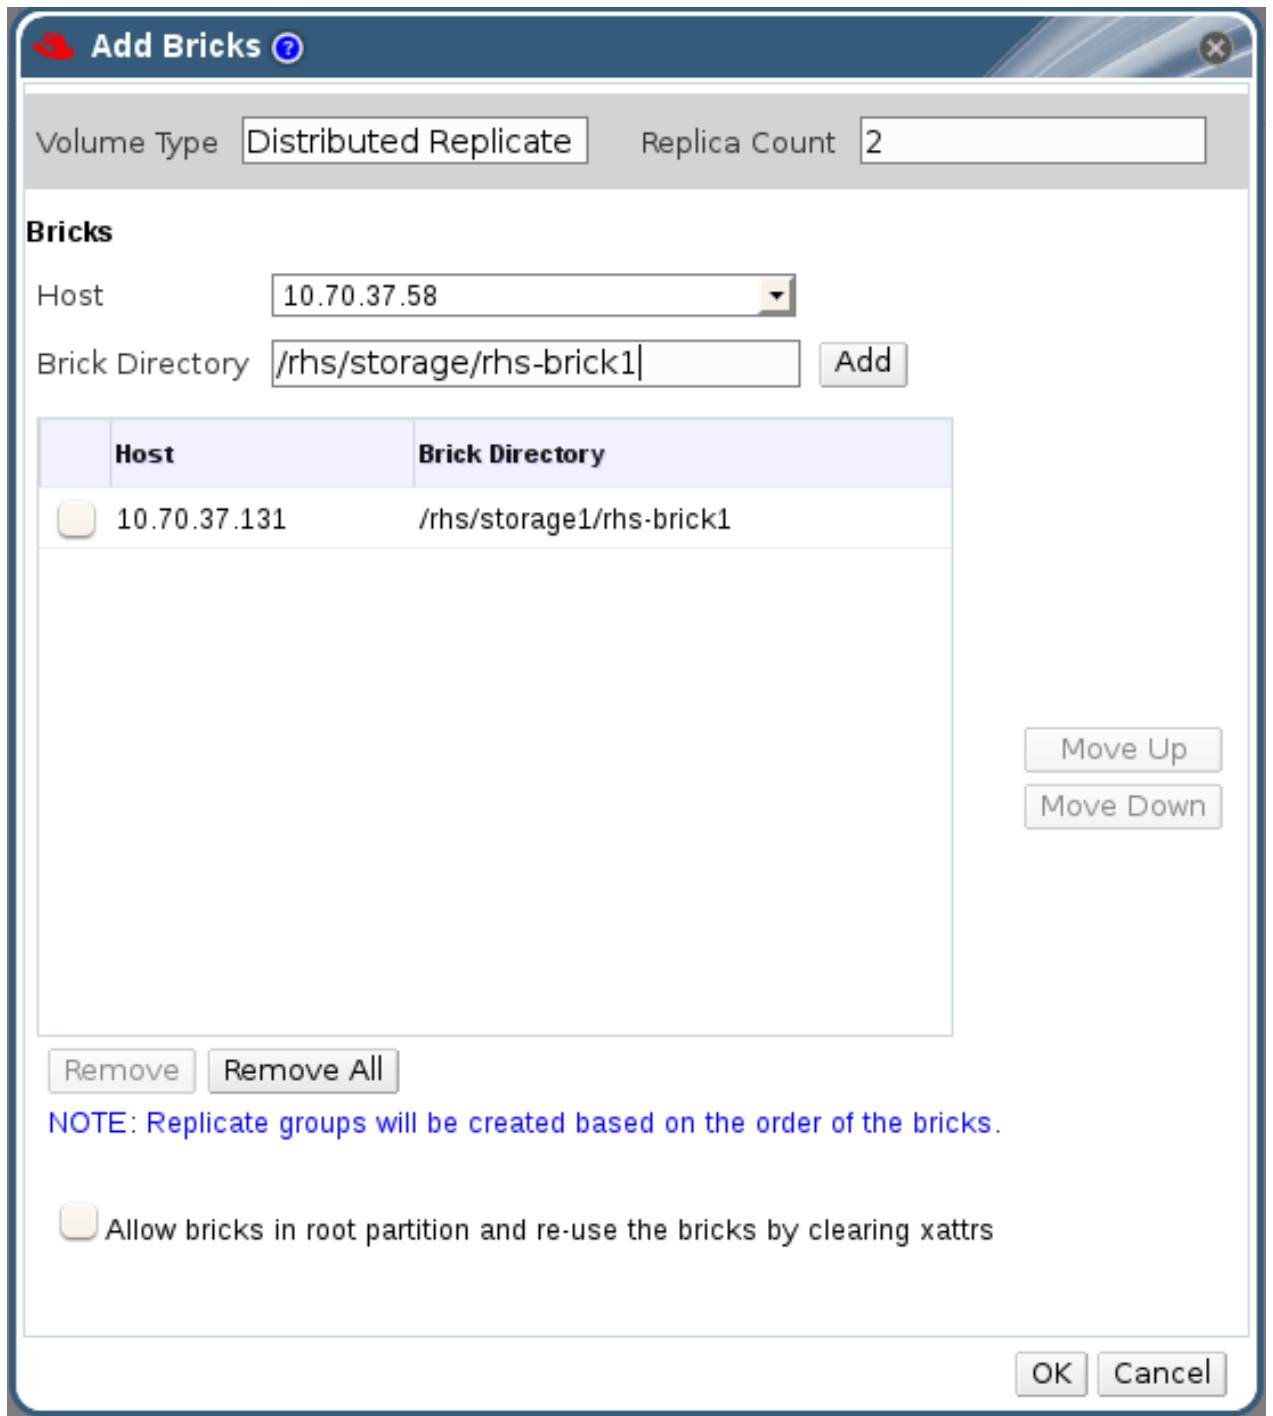 Add Bricks ?
Volume Type Distributed Replicate Replica Count 2
Bricks
Host 10.70.37.58
Brick Directory /rhs/storage/rhs-brick1 Add
Host Brick Directory
10.70.37.131 /rhs/storage1/rhs-brick1
Move Up
Move Down
Remove Remove All
NOTE: Replicate groups will be created based on the order of the bricks.
Allow bricks in root partition and re-use the bricks by clearing xattrs
OK Cancel